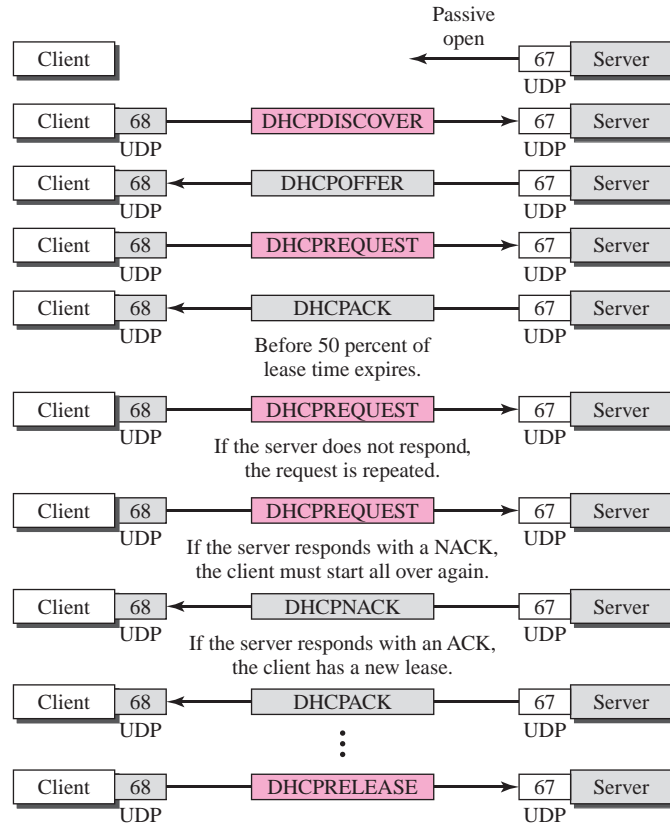 Passive
open
Client 67 Server
UDP
Client 68 DHCPDISCOVER 67 Server
UDP UDP
Client 68 DHCPOFFER 67 Server
UDP UDP
Client 68 DHCPREQUEST 67 Server
UDP UDP
Client 68 DHCPACK 67 Server
UDP UDP
Before 50 percent of
lease time expires.
Client 68 DHCPREQUEST 67 Server
UDP UDP
If the server does not respond,
the request is repeated.
Client 68 DHCPREQUEST 67 Server
UDP UDP
If the server responds with a NACK,
the client must start all over again.
Client 68 DHCPNACK 67 Server
UDP UDP
If the server responds with an ACK,
the client has a new lease.
Client 68 DHCPACK 67 Server
UDP UDP
Client 68 DHCPRELEASE 67 Server
UDP UDP